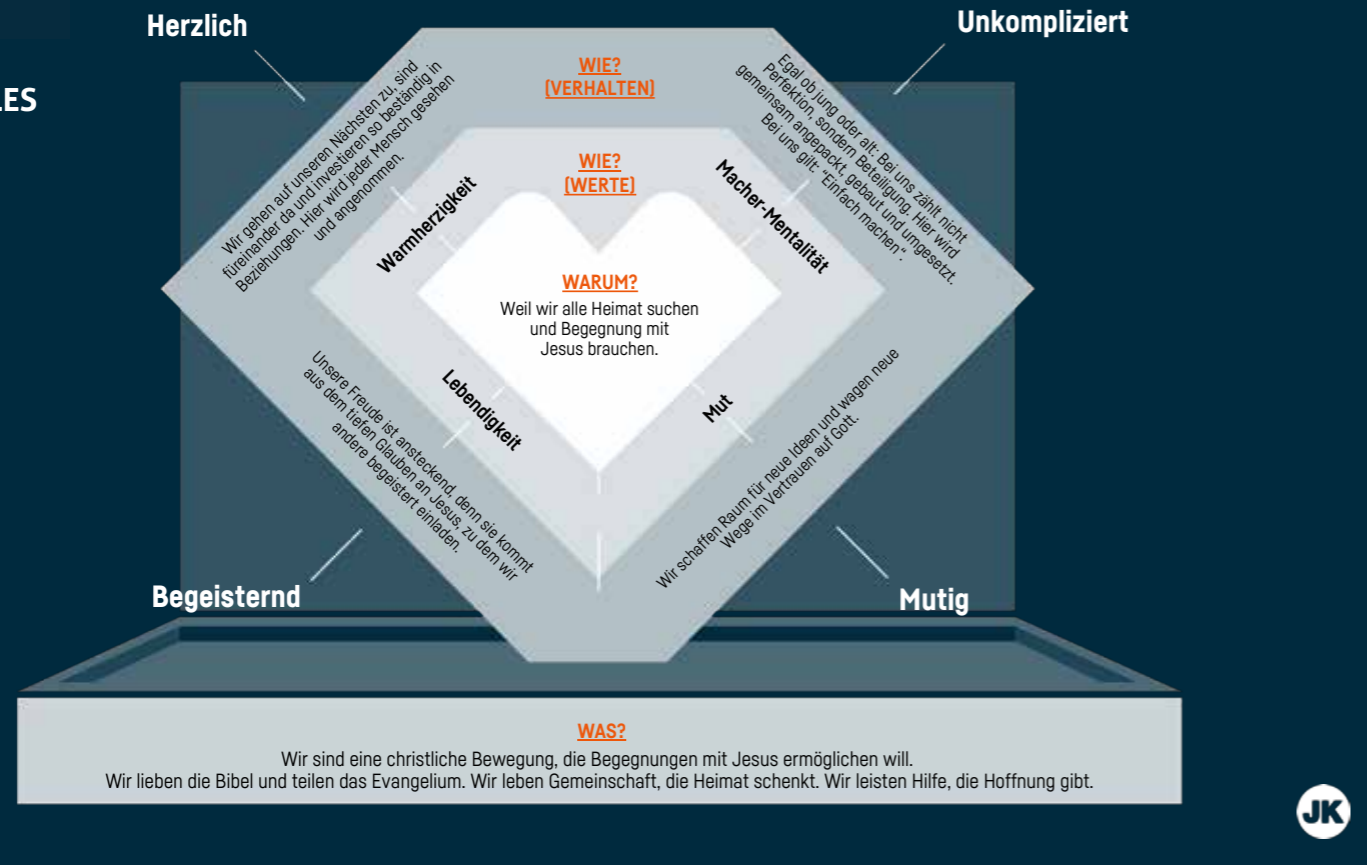 Herzlich
Unkompliziert
LES
WIE?
(VERHALTEN)
Wir gehen auf unseren Nächsten zu, sind
füreinander da und investieren so beständig in
Beziehungen. Hier wird jeder Mensch gesehen
und angenommen.
Egal ob jung oder alt: Bei uns zählt nicht
Perfektion, sondern Beteiligung. Hier wird
gemeinsam angepackt, gebaut und umgesetzt.
Bei uns gilt: "Einfach machen".
WIE?
(WERTE)
Warmherzigkeit
Macher-Mentalität
WARUM?
Weil wir alle Heimat suchen
und Begegnung mit
Jesus brauchen.
Lebendigkeit
Mut
Unsere Freude ist ansteckend, denn sie kommt
aus dem tiefen Glauben an Jesus, zu dem wir
andere begeistert einladen.
Wir schaffen Raum für neue Ideen und wagen neue
Wege im Vertrauen auf Gott.
Begeisternd
Mutig
WAS?
Wir sind eine christliche Bewegung, die Begegnungen mit Jesus ermöglichen will.
Wir lieben die Bibel und teilen das Evangelium. Wir leben Gemeinschaft, die Heimat schenkt. Wir leisten Hilfe, die Hoffnung gibt.
JK